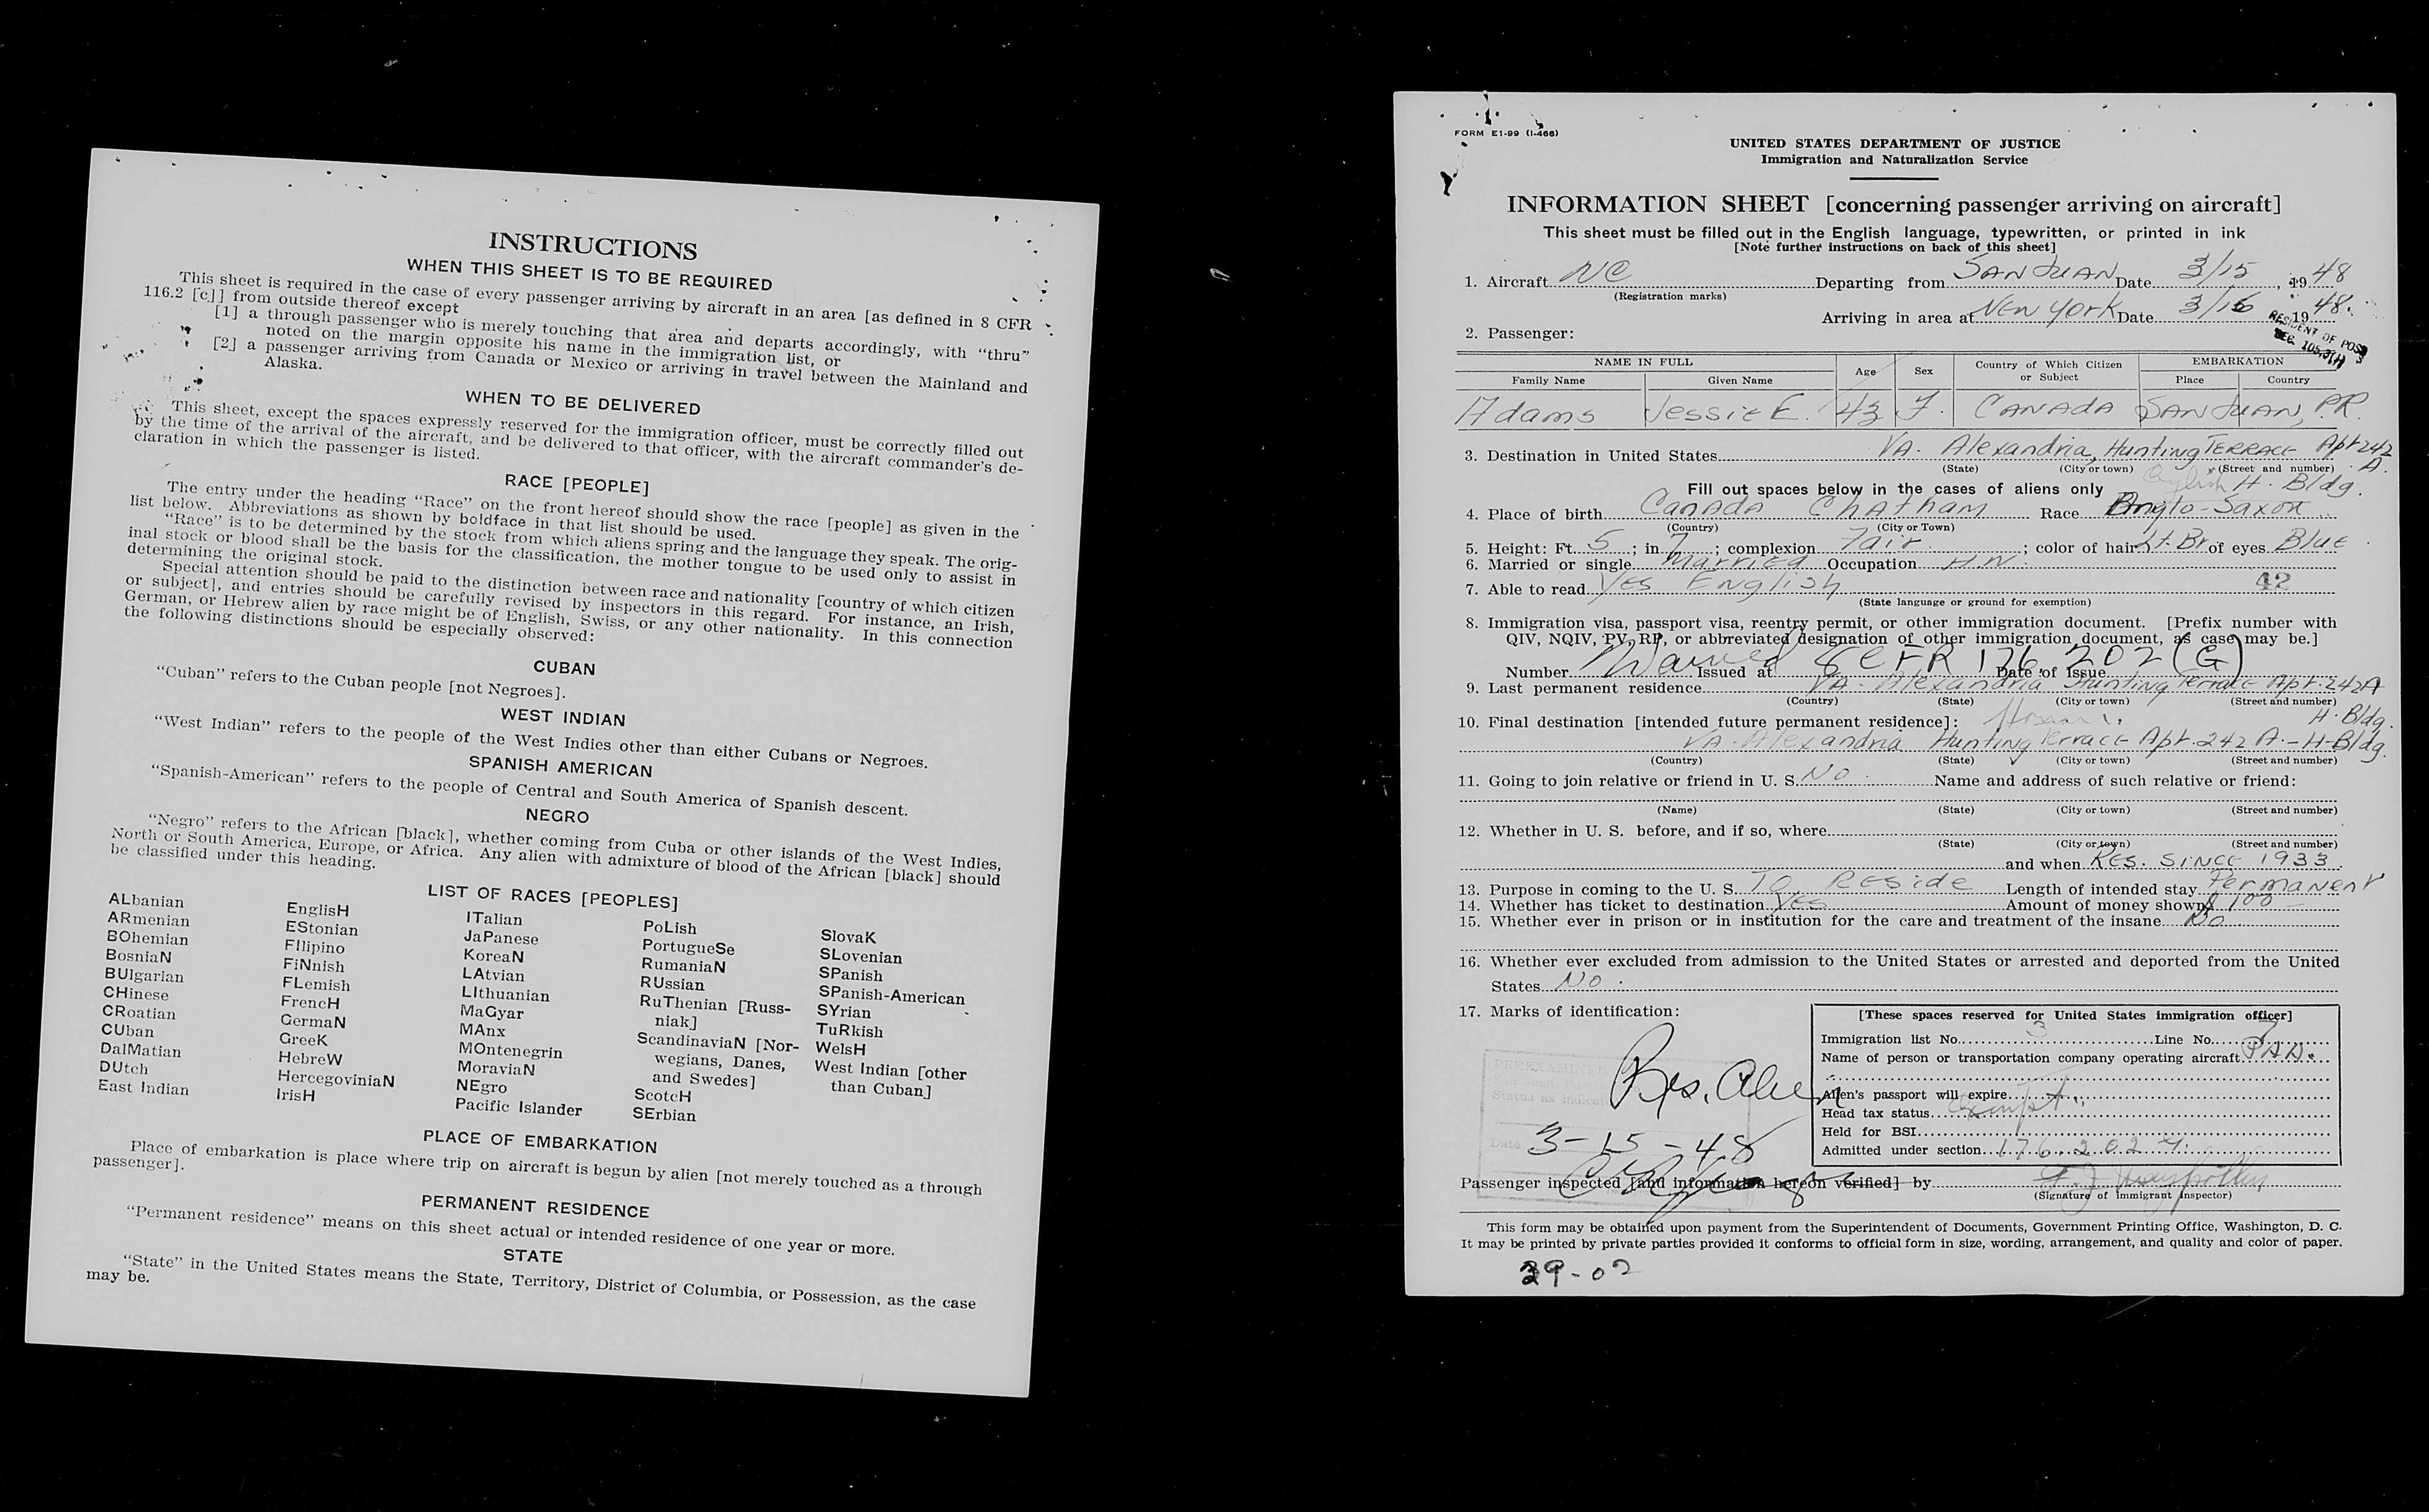 INSTRUCTIONS
WHEN THIS SHEET IS TO BE REQUIRED
This sheet is required in the case of every passenger arriving by aircraft in an area [as defined in 8 CFR
116.2 [c]] from outside thereof except
[1] a through passenger who is merely touching that area and departs accordingly, with “thru”
noted on the margin opposite his name in the immigration list, or
[2] a passenger arriving from Canada or Mexico or arriving in travel between the Mainland and
Alaska.
WHEN TO BE DELIVERED
This sheet, except the spaces expressly reserved for the immigration officer, must be correctly filled out
by the time of the arrival of the aircraft, and be delivered to that officer, with the aircraft commander's de-
claration in which the passenger is listed.
RACE [PEOPLE]
The entry under the heading “Race” on the front hereof should show the race [people] as given in the
list below. Abbreviations as shown by boldface in that list should be used.
“Race” is to be determined by the stock from which aliens spring and the language they speak. The orig-
inal stock or blood shall be the basis for the classification, the mother tongue to be used only to assist in
determining the original stock.
Special attention should be paid to the distinction between race and nationality [country of which citizen
or subject], and entries should be carefully revised by inspectors in this regard. For instance, an Irish,
German, or Hebrew alien by race might be of English, Swiss, or any other nationality. In this connection
the following distinctions should be especially observed:
CUBAN
“Cuban” refers to the Cuban people [not Negroes].
WEST INDIAN
“West Indian” refers to the people of the West Indies other than either Cubans or Negroes.
SPANISH AMERICAN
“Spanish-American” refers to the people of Central and South America of Spanish descent.
NEGRO
“Negro” refers to the African [black], whether coming from Cuba or other islands of the West Indies,
North or South America, Europe, or Africa. Any alien with admixture of blood of the African [black] should
be classified under this heading.
LIST OF RACES [PEOPLES]
ALbanian
ARmenian
BOhemian
BosniaN
BUlgarian
CHinese
CRoatian
CUban
DalMatian
DUtch
East Indian
EnglisH
EStonian
FIlipino
FiNnish
FLemish
FrencH
GermaN
GreeK
HebreW
HercegoviniaN
IrisH
ITalian
JaPanese
KoreaN
LAtvian
LIthuanian
MaGyar
MAnx
MOntenegrin
MoraviaN
NEgro
Pacific Islander
PoLish
PortugueSe
RumaniaN
RUssian
RuThenian [Russ-
niak]
ScandinaviaN [Nor-
wegians, Danes,
and Swedes]
ScotcH
SErbian
SlovaK
SLovenian
SPanish
SPanish-American
SYrian
TuRkish
WelsH
West Indian [other
than Cuban]
PLACE OF EMBARKATION
Place of embarkation is place where trip on aircraft is begun by alien [not merely touched as a through
passenger].
PERMANENT RESIDENCE
“Permanent residence” means on this sheet actual or intended residence of one year or more.
STATE
“State” in the United States means the State, Territory, District of Columbia, or Possession, as the case
may be.
FORM E1-99 (I-466)
UNITED STATES DEPARTMENT OF JUSTICE
Immigration and Naturalization Service
INFORMATION SHEET [concerning passenger arriving on aircraft]
This sheet must be filled out in the English language, typewritten, or printed in ink
[Note further instructions on back of this sheet]
1. Aircraft NC Departing from SAN JUAN Date 3/15, 1948
(Registration marks)
Arriving in area at NEW YORK Date 3/16 1948.
RESIDENT OF POSS
SEC. 105.3(H)
2. Passenger:
NAME IN FULL Age Sex Country of Which Citizen or Subject EMBARKATION
Family Name Given Name Place Country
Adams Jessie E. 43 F. CANADA SAN JUAN, P.R.
3. Destination in United States VA. Alexandria, Hunting TERRACE Apt 242 A.
(State) (City or town) (Street and number)
English H. Bldg.
Fill out spaces below in the cases of aliens only
4. Place of birth Canada Chatham Race Anglo-Saxon
(Country) (City or Town)
5. Height: Ft. 5; in 7; complexion Fair; color of hair Lt. Br of eyes Blue
6. Married or single Married Occupation H.W.
7. Able to read Yes English 42
(State language or ground for exemption)
8. Immigration visa, passport visa, reentry permit, or other immigration document. [Prefix number with
QIV, NQIV, PV, RP, or abbreviated designation of other immigration document, as case may be.]
Number Waived 8 CFR 176 202 (G) Issued at Date of Issue
9. Last permanent residence VA - Alexandria Hunting Terrace Apt. 242A
(Country) (State) (City or town) (Street and number)
H. Bldg.
10. Final destination [intended future permanent residence]:
VA - Alexandria Hunting Terrace Apt. 242 A. - H-Bldg.
(Country) (State) (City or town) (Street and number)
11. Going to join relative or friend in U. S. No. Name and address of such relative or friend:
(Name) (State) (City or town) (Street and number)
12. Whether in U. S. before, and if so, where
(State) (City or town) (Street and number)
and when RES. SINCE 1933.
13. Purpose in coming to the U. S. To Reside Length of intended stay Permanent
14. Whether has ticket to destination Yes Amount of money shown $100 -
15. Whether ever in prison or in institution for the care and treatment of the insane No
16. Whether ever excluded from admission to the United States or arrested and deported from the United
States No.
17. Marks of identification:
PREEXAMINED
San Juan,
Status as indicated
Date
Res. Alien
3-15-48
[These spaces reserved for United States immigration officer]
Immigration list No. 3 Line No. 7
Name of person or transportation company operating aircraft P.A.A.
Alien's passport will expire
Head tax status Exempt
Held for BSI
Admitted under section 176.202 G.
Passenger inspected [and information hereon verified] by
(Signature of immigrant inspector)
This form may be obtained upon payment from the Superintendent of Documents, Government Printing Office, Washington, D. C.
It may be printed by private parties provided it conforms to official form in size, wording, arrangement, and quality and color of paper.
39-02